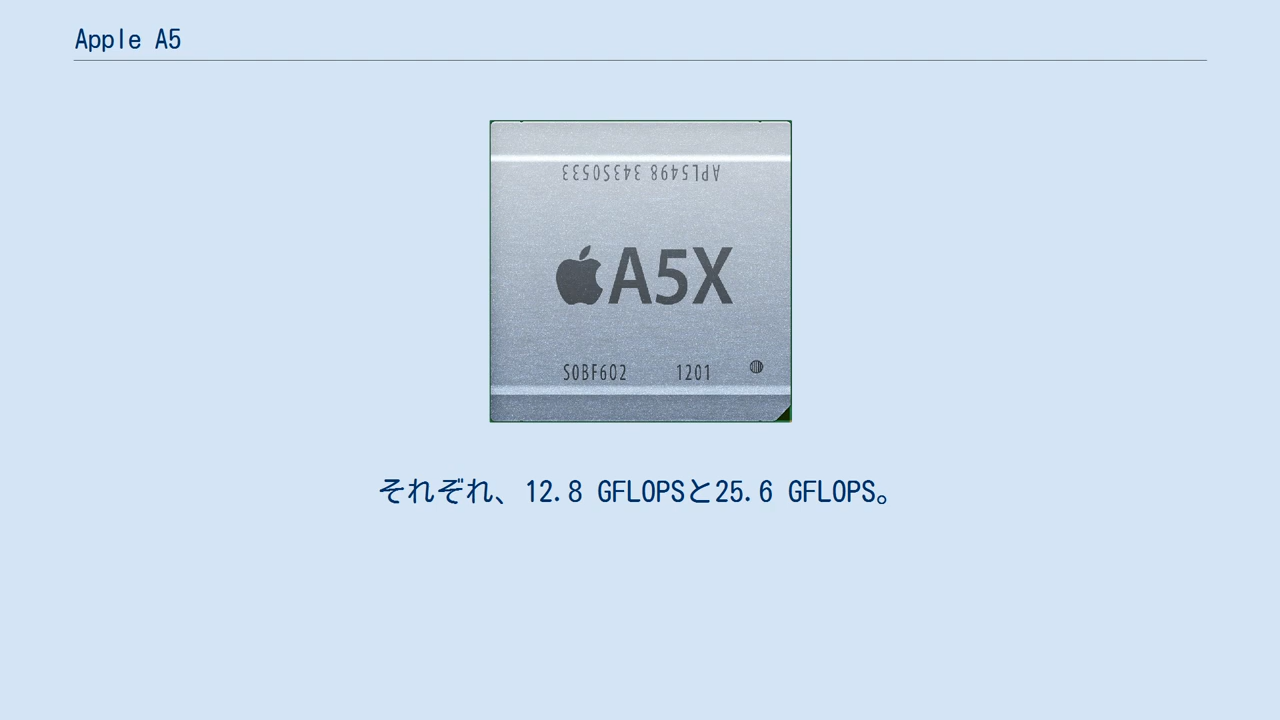 Apple A5
APL5498 343S0533
A5X
S0BF602 1201
それぞれ、12.8 GFLOPSと25.6 GFLOPS。